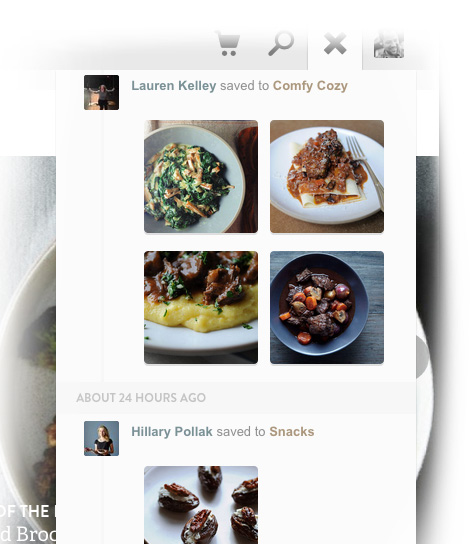 Lauren Kelley saved to Comfy Cozy
ABOUT 24 HOURS AGO
Hillary Pollak saved to Snacks
OF THE
d Broc